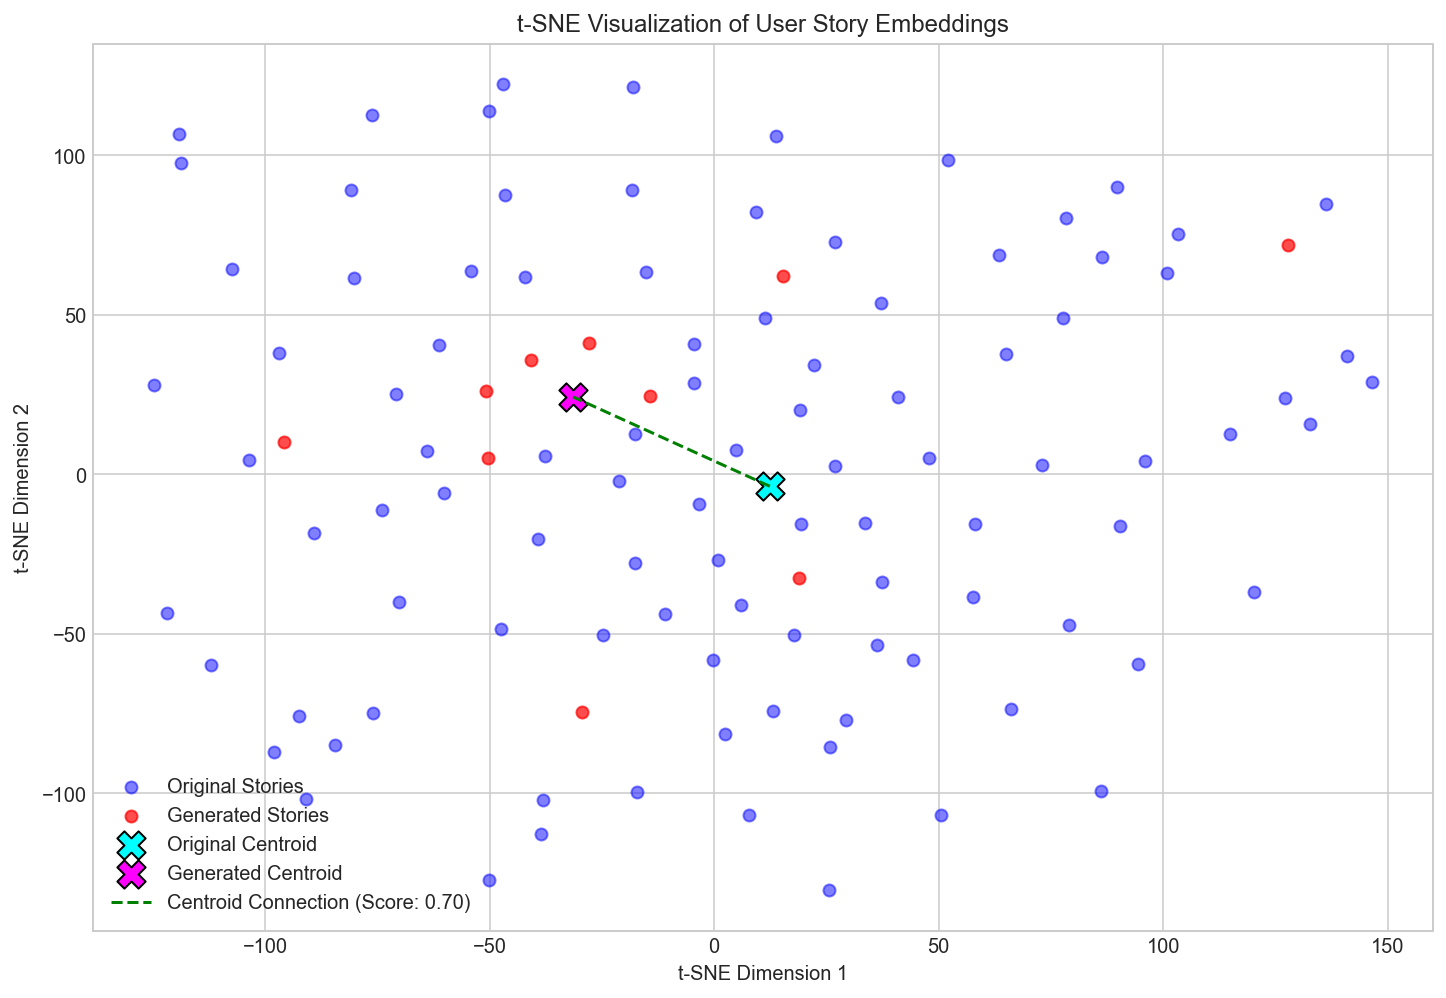 t-SNE Visualization of User Story Embeddings
t-SNE Dimension 2
100
50
0
−50
−100
Original Stories
Generated Stories
Original Centroid
Generated Centroid
Centroid Connection (Score: 0.70)
−100
−50
0
50
100
150
t-SNE Dimension 1